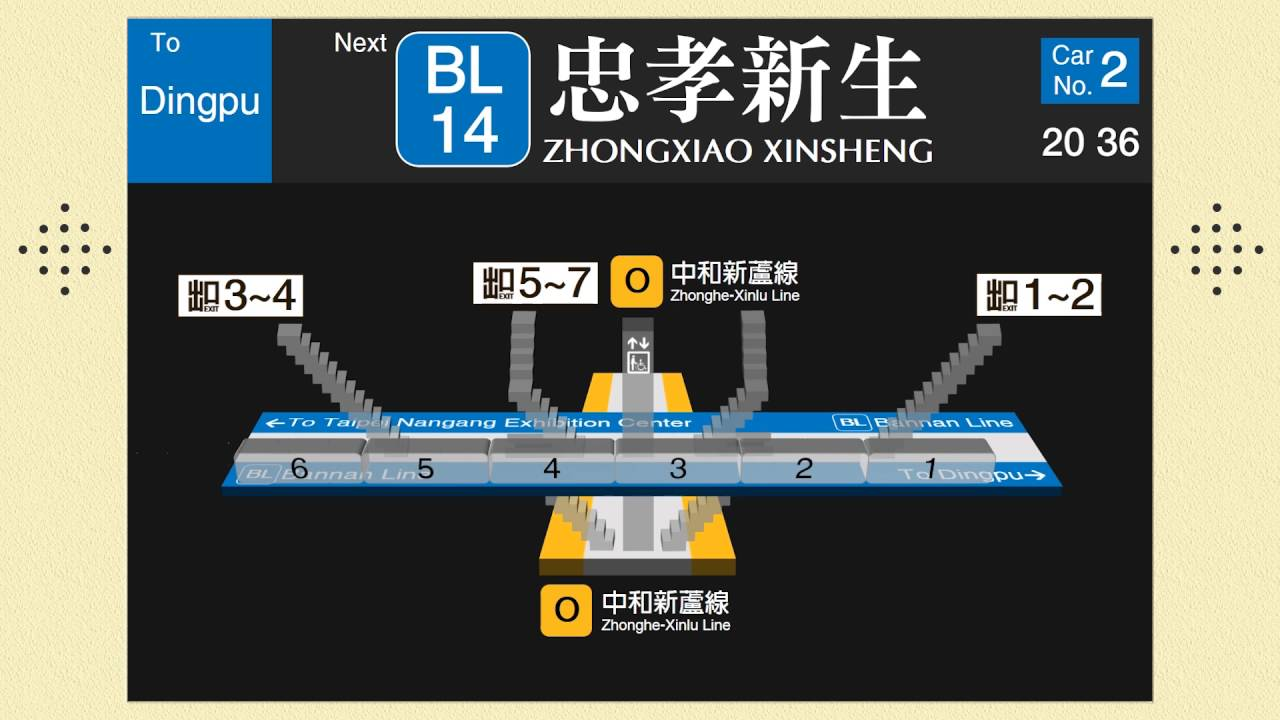 To
Dingpu
Next
BL
14
忠孝新生
ZHONGXIAO XINSHENG
Car
No. 2
20 36
出口 EXIT 3~4
出口 EXIT 5~7
O 中和新蘆線
Zhonghe-Xinlu Line
出口 EXIT 1~2
←To Taipei Nangang Exhibition Center
BL Bannan Line
6 5 4 3 2 1
BL Bannan Line
To Dingpu→
O 中和新蘆線
Zhonghe-Xinlu Line